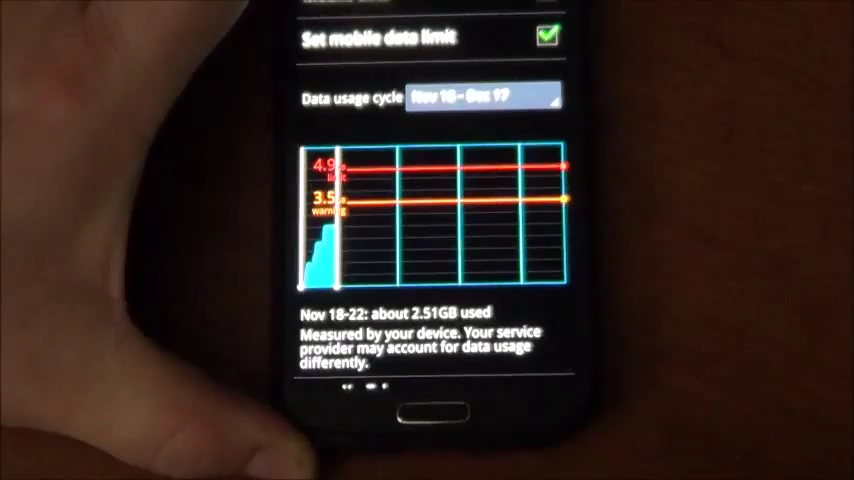 Set mobile data limit
Data usage cycle Nov 18 - Dec 17
4.9
limit
3.5
warning
Nov 18-22: about 2.51GB used
Measured by your device. Your service
provider may account for data usage
differently.